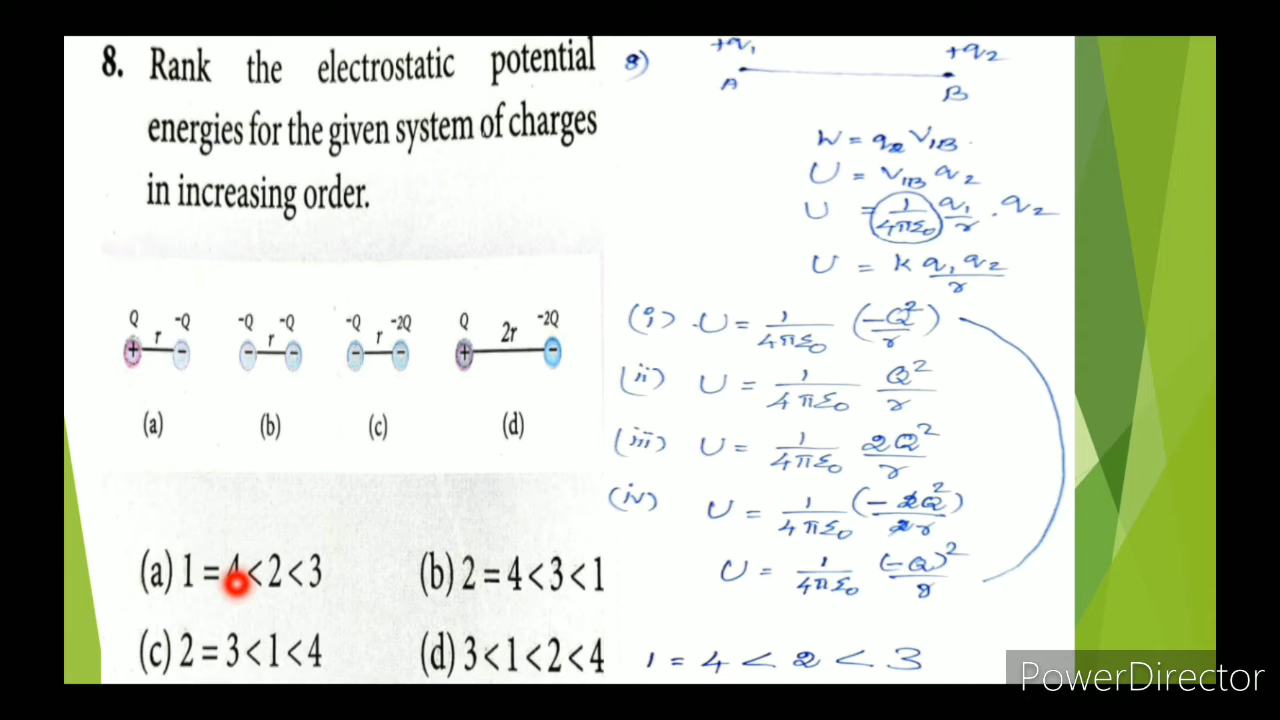 8. Rank the electrostatic potential
energies for the given system of charges
in increasing order.
Q -Q -Q -Q -Q -2Q Q -2Q
r r r 2r
+ − − − − − + −
(a) (b) (c) (d)
(a) 1 = 4 < 2 < 3 (b) 2 = 4 < 3 < 1
(c) 2 = 3 < 1 < 4 (d) 3 < 1 < 2 < 4
8) +q₁ +q₂
A B
W = q₂ V₁B .
U = V₁B q₂
U = 1/4πε₀ q₁/r . q₂
U = k q₁ q₂/r
(i) U = 1/4πε₀ (−Q²/r)
(ii) U = 1/4πε₀ Q²/r
(iii) U = 1/4πε₀ 2Q²/r
(iv) U = 1/4πε₀ (−2Q²)/2r
U = 1/4πε₀ (−Q)²/r
1 = 4 < 2 < 3
PowerDirector